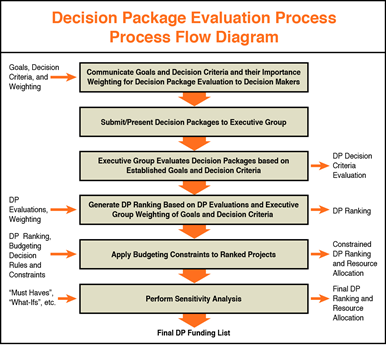 Decision Package Evaluation Process
Process Flow Diagram
Goals, Decision
Criteria, and
Weighting
Communicate Goals and Decision Criteria and their Importance
Weighting for Decision Package Evaluation to Decision Makers
Submit/Present Decision Packages to Executive Group
Executive Group Evaluates Decision Packages based on
Established Goals and Decision Criteria
DP Decision
Criteria
Evaluation
DP
Evaluations,
Weighting
Generate DP Ranking Based on DP Evaluations and Executive
Group Weighting of Goals and Decision Criteria
DP Ranking
DP Ranking,
Budgeting
Decision
Rules and
Constraints
Apply Budgeting Constraints to Ranked Projects
Constrained
DP Ranking
and Resource
Allocation
“Must Haves”,
“What-Ifs”, etc.
Perform Sensitivity Analysis
Final DP
Ranking and
Resource
Allocation
Final DP Funding List